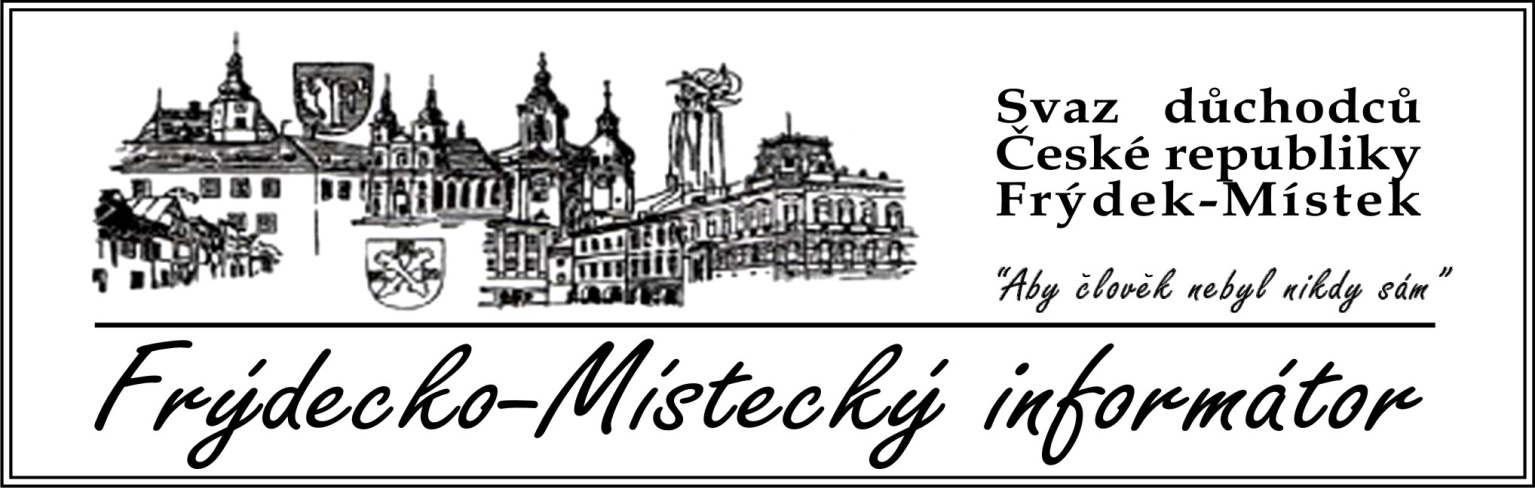 Svaz důchodců
České republiky
Frýdek-Místek
“Aby člověk nebyl nikdy sám”
Frýdecko-Místecký informátor